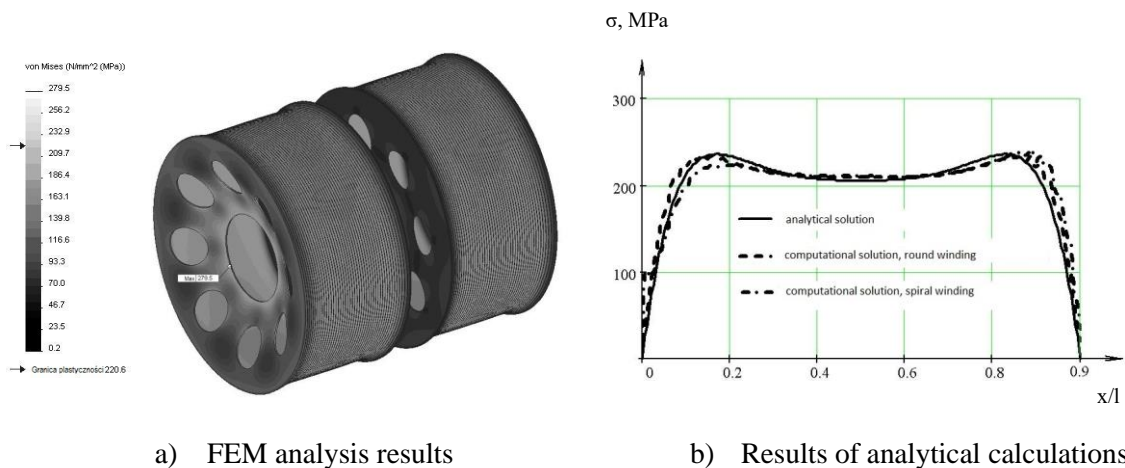 von Mises (N/mm^2 (MPa))
279.5
256.2
232.9
209.7
186.4
163.1
139.8
116.6
93.3
70.0
46.7
23.5
0.2
Granica plastyczności 220.6
Max: 279.5
σ, MPa
300
200
100
analytical solution
computational solution, round winding
computational solution, spiral winding
0 0.2 0.4 0.6 0.8 0.9
x/l
a) FEM analysis results
b) Results of analytical calculations